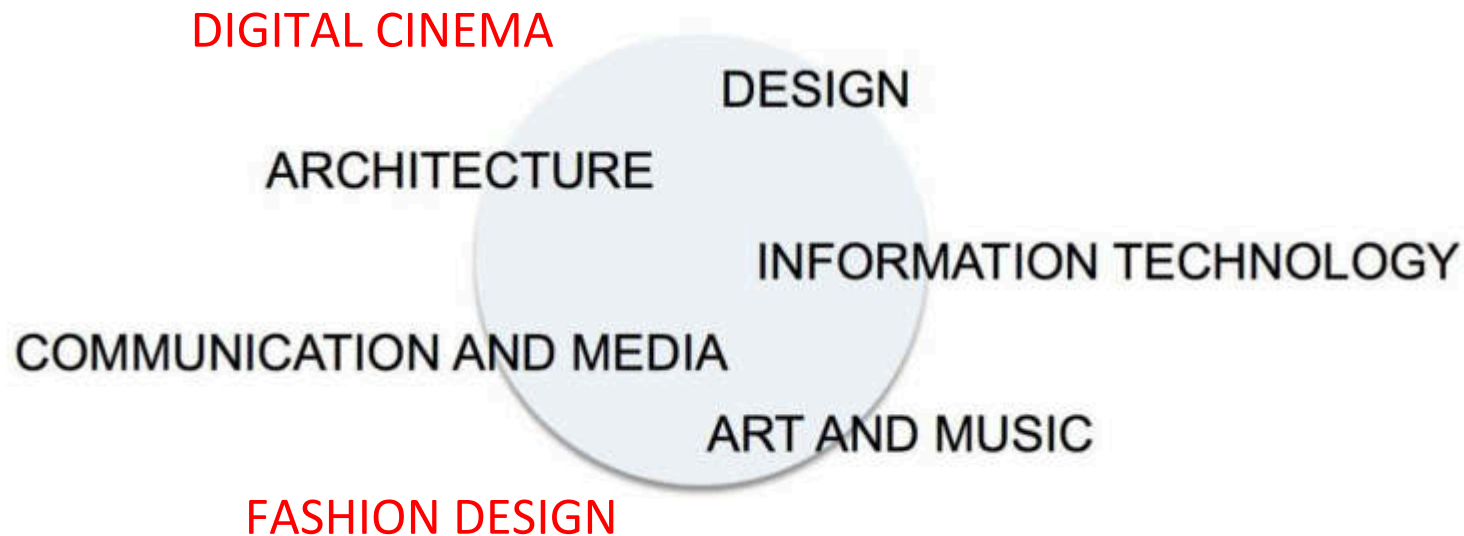 DIGITAL CINEMA
DESIGN
ARCHITECTURE
INFORMATION TECHNOLOGY
COMMUNICATION AND MEDIA
ART AND MUSIC
FASHION DESIGN